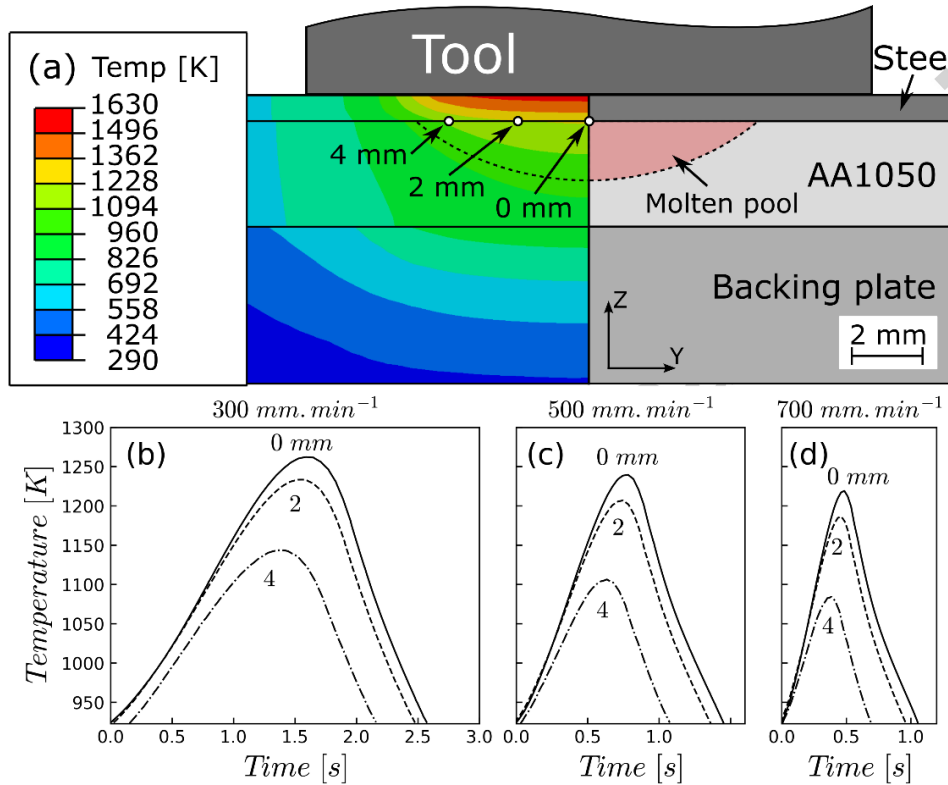 (a) Temp [K]
1630
1496
1362
1228
1094
960
826
692
558
424
290
Tool
Stee
4 mm
2 mm
0 mm
Molten pool
AA1050
Backing plate
Z
Y
2 mm
300 mm.min⁻¹
500 mm.min⁻¹
700 mm.min⁻¹
Temperature [K]
1300
1250
1200
1150
1100
1050
1000
950
(b)
0 mm
2
4
0.0 0.5 1.0 1.5 2.0 2.5 3.0
Time [s]
(c)
0 mm
2
4
0.0 0.5 1.0
Time [s]
(d)
0 mm
2
4
0.0 0.5 1.0
Time [s]